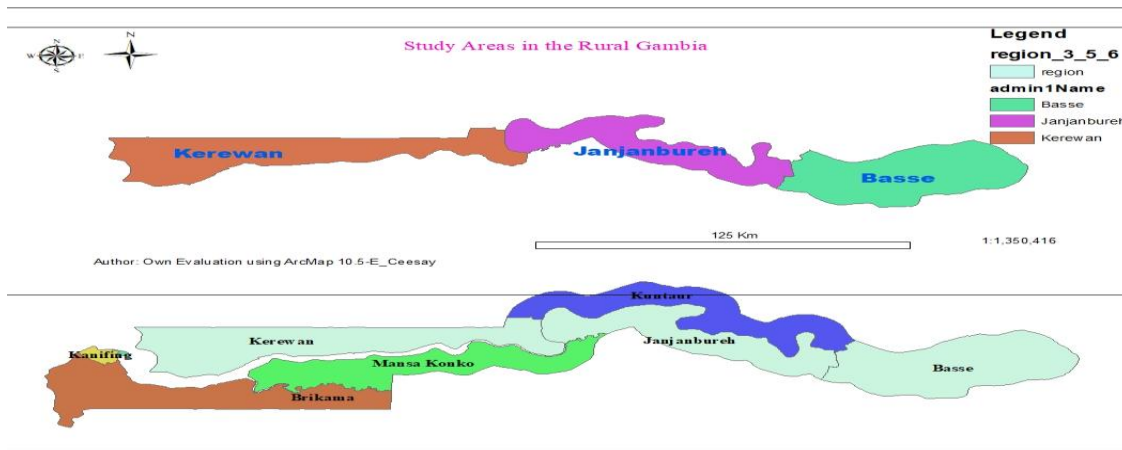 Study Areas in the Rural Gambia
N
N
W E
S
Legend
region_3_5_6
region
admin1Name
Basse
Janjanbureh
Kerewan
Kerewan
Janjanbureh
Basse
125 Km
1:1,350,416
Author: Own Evaluation using ArcMap 10.5-E_Ceesay
Kuntaur
Kerewan
Janjanbureh
Kanifing
Mansa Konko
Basse
Brikama